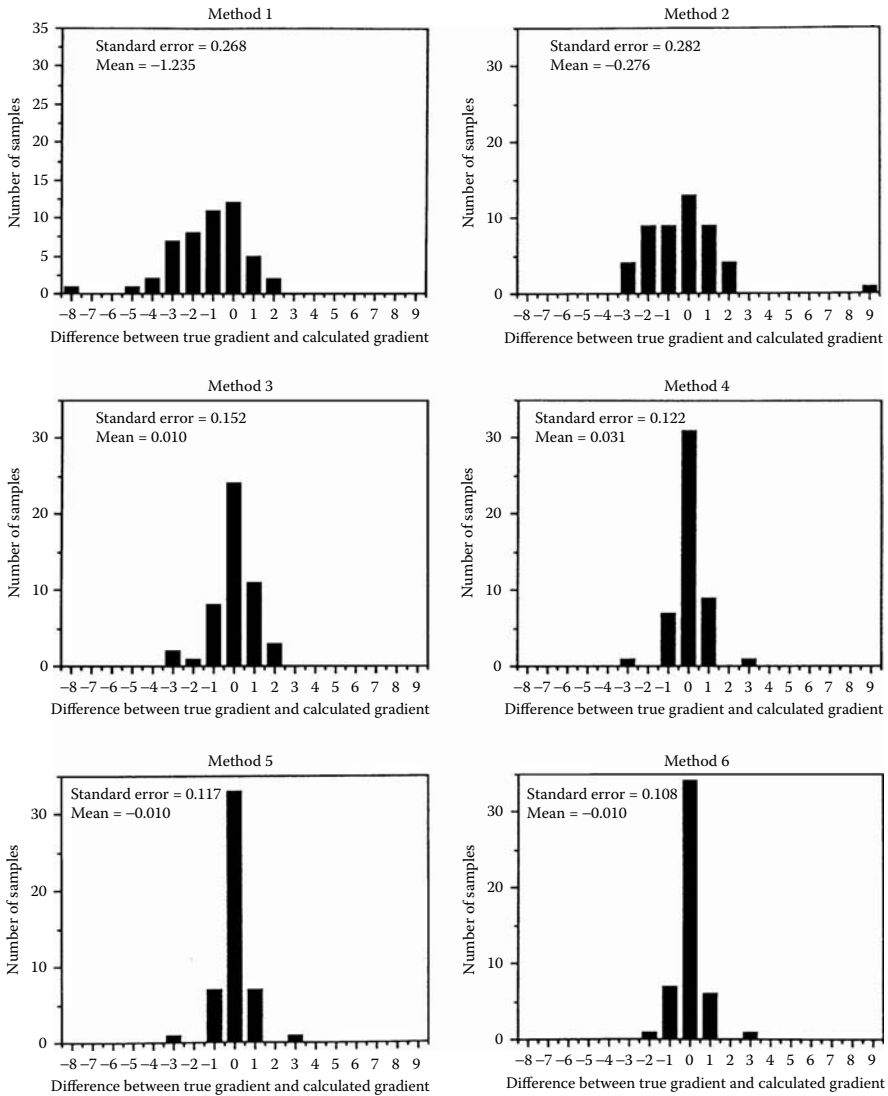 Method 1
Standard error = 0.268
Mean = −1.235
Number of samples
35
30
25
20
15
10
5
0
−8 −7 −6 −5 −4 −3 −2 −1 0 1 2 3 4 5 6 7 8 9
Difference between true gradient and calculated gradient
Method 2
Standard error = 0.282
Mean = −0.276
Number of samples
30
20
10
0
−8 −7 −6 −5 −4 −3 −2 −1 0 1 2 3 4 5 6 7 8 9
Difference between true gradient and calculated gradient
Method 3
Standard error = 0.152
Mean = 0.010
Number of samples
30
20
10
0
−8 −7 −6 −5 −4 −3 −2 −1 0 1 2 3 4 5 6 7 8 9
Difference between true gradient and calculated gradient
Method 4
Standard error = 0.122
Mean = 0.031
Number of samples
30
20
10
0
−8 −7 −6 −5 −4 −3 −2 −1 0 1 2 3 4 5 6 7 8 9
Difference between true gradient and calculated gradient
Method 5
Standard error = 0.117
Mean = −0.010
Number of samples
30
20
10
0
−8 −7 −6 −5 −4 −3 −2 −1 0 1 2 3 4 5 6 7 8 9
Difference between true gradient and calculated gradient
Method 6
Standard error = 0.108
Mean = −0.010
Number of samples
30
20
10
0
−8 −7 −6 −5 −4 −3 −2 −1 0 1 2 3 4 5 6 7 8 9
Difference between true gradient and calculated gradient